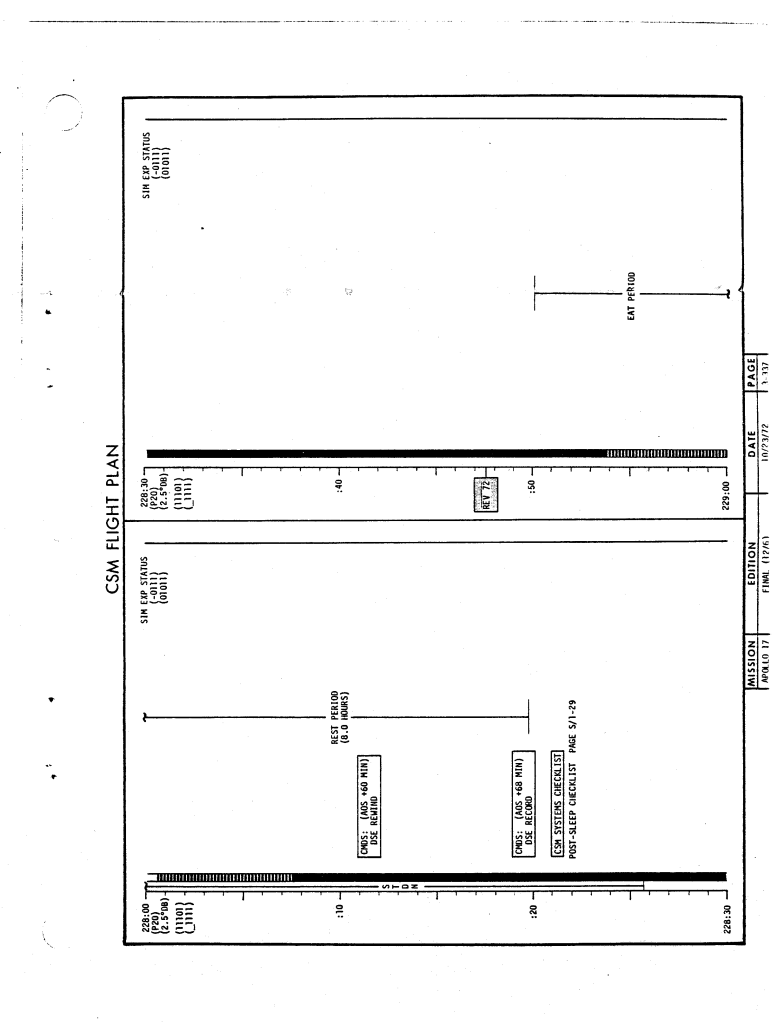 CSM FLIGHT PLAN
228:00
(P20)
(2.5°DB)
(11101)
(_1111)
:10
:20
228:30
STDN
CMDS: (AOS +60 MIN)
DSE REWIND
CMDS: (AOS +68 MIN)
DSE RECORD
CSM SYSTEMS CHECKLIST
POST-SLEEP CHECKLIST PAGE S/1-29
REST PERIOD
(8.0 HOURS)
SIM EXP STATUS
(-0111)
(01011)
228:30
(P20)
(2.5°DB)
(11101)
(_1111)
:40
REV 72
:50
229:00
EAT PERIOD
SIM EXP STATUS
(-0111)
(01011)
MISSION
EDITION
DATE
PAGE
APOLLO 17
FINAL (12/6)
10/23/72
3-337